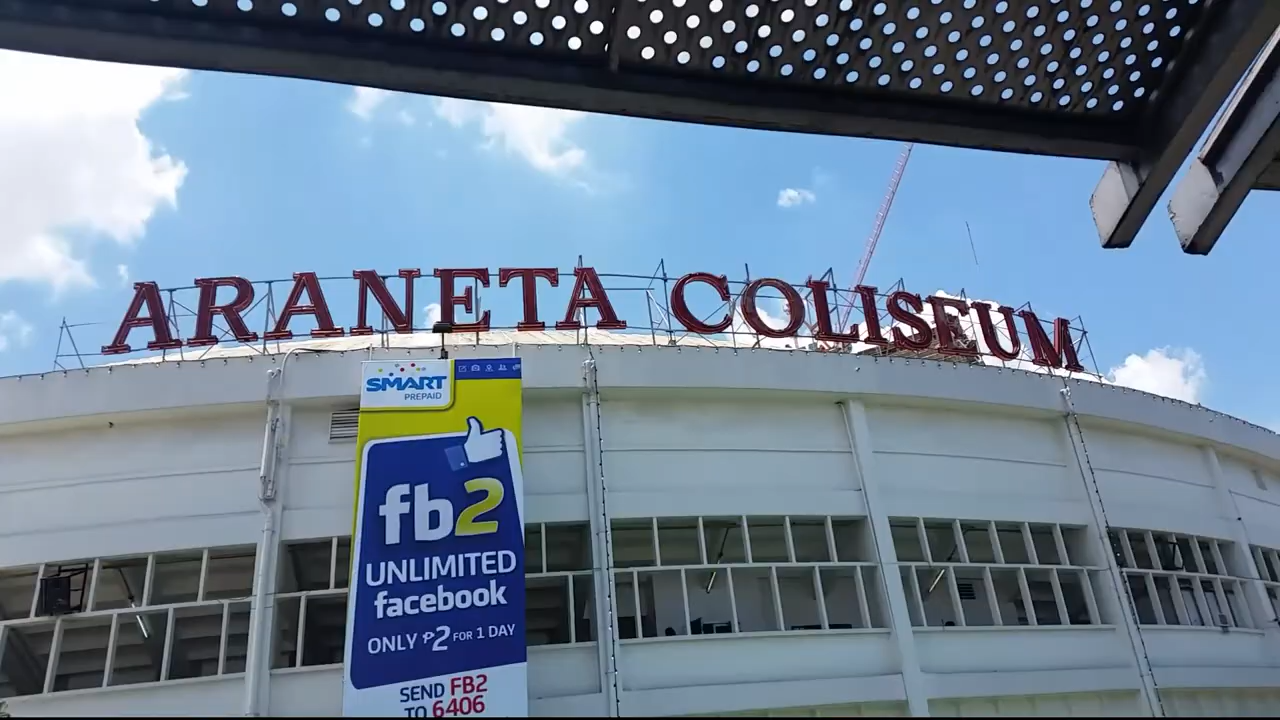 ARANETA COLISEUM
SMART
PREPAID
fb2
UNLIMITED
facebook
ONLY ₱2 FOR 1 DAY
SEND FB2
TO 6406